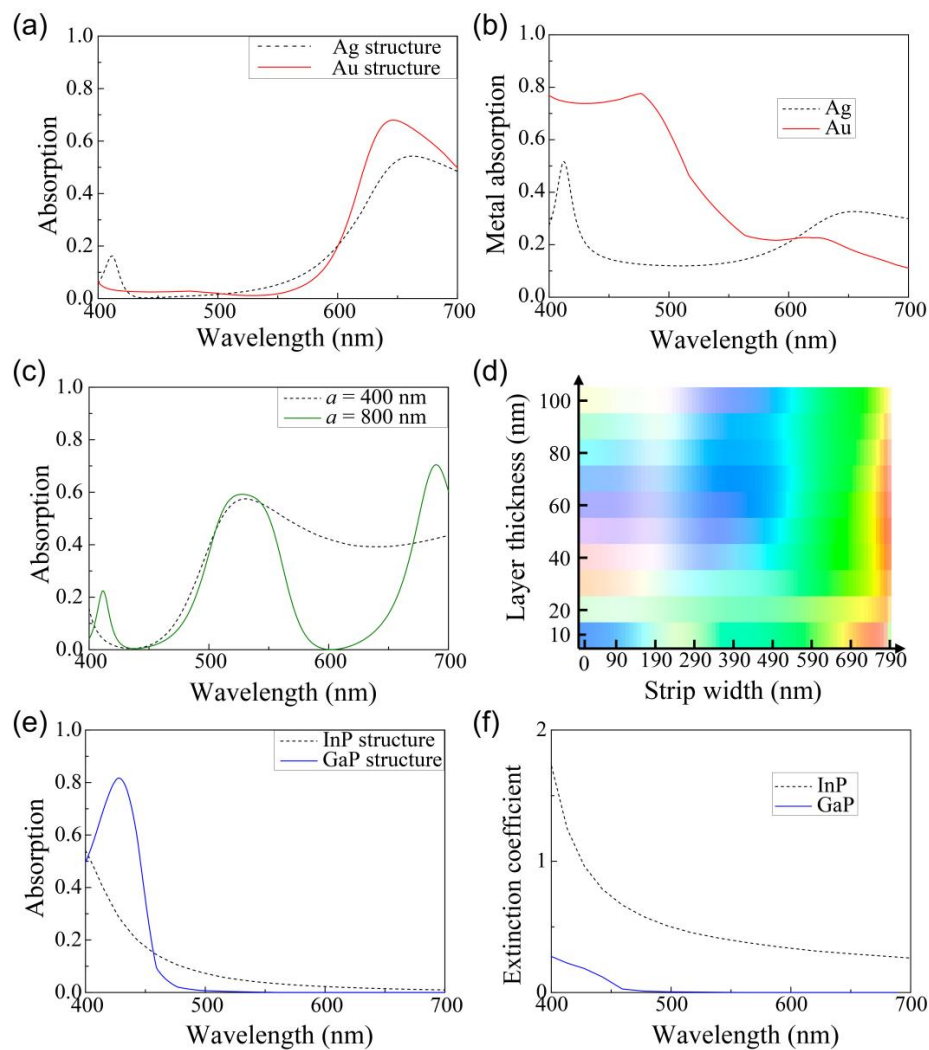 (a)
1.0
0.8
0.6
0.4
0.2
0.0
Absorption
Ag structure
Au structure
400
500
600
700
Wavelength (nm)
(b)
1.0
0.8
0.6
0.4
0.2
0.0
Metal absorption
Ag
Au
400
500
600
700
Wavelength (nm)
(c)
1.0
0.8
0.6
0.4
0.2
0.0
Absorption
a = 400 nm
a = 800 nm
400
500
600
700
Wavelength (nm)
(d)
100
80
60
40
20
10
Layer thickness (nm)
0
90
190
290
390
490
590
690
790
Strip width (nm)
(e)
1.0
0.8
0.6
0.4
0.2
0.0
Absorption
InP structure
GaP structure
400
500
600
700
Wavelength (nm)
(f)
2
1
0
Extinction coefficient
InP
GaP
400
500
600
700
Wavelength (nm)